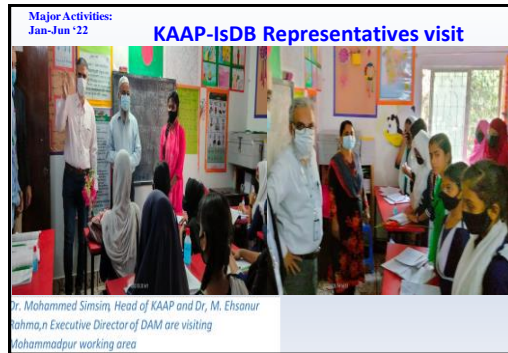 Major Activities:
Jan-Jun ‘22
KAAP-IsDB Representatives visit
Dr. Mohammed Simsim, Head of KAAP and Dr, M. Ehsanur
Rahma,n Executive Director of DAM are visiting
Mohammadpur working area